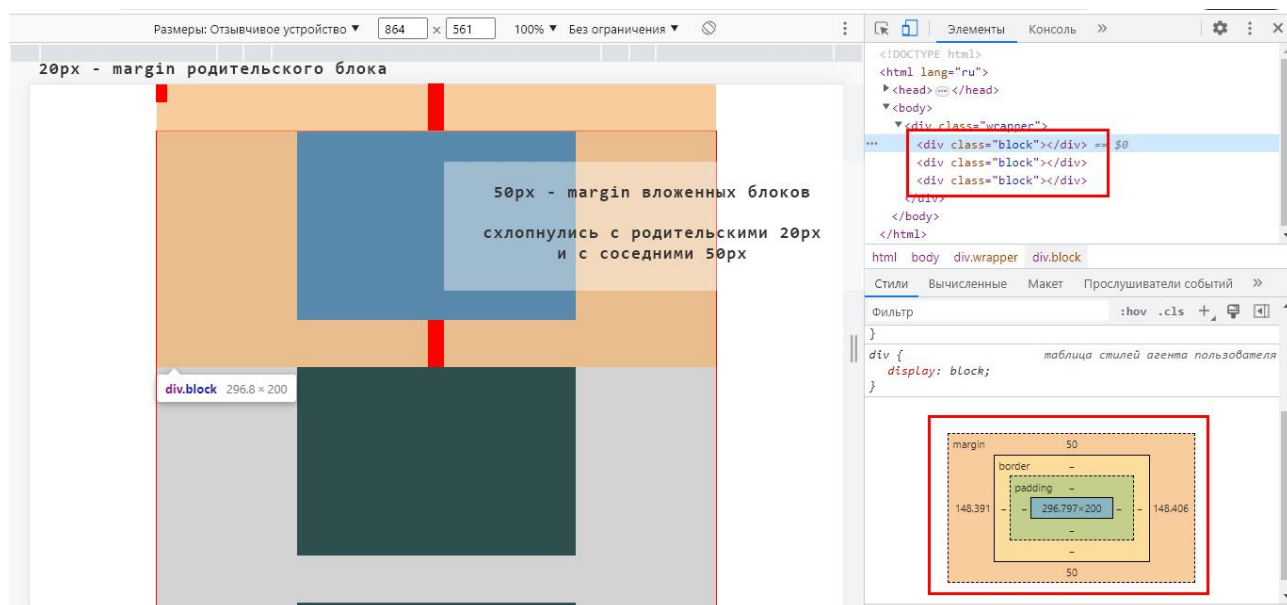 Размеры: Отзывчивое устройство ▼ 864 × 561 100% ▼ Без ограничения ▼
Элементы Консоль »
20px - margin родительского блока
<!DOCTYPE html>
<html lang="ru">
▶<head> ⋯ </head>
▼<body>
▼<div class="wrapper">
⋯ <div class="block"></div> == $0
<div class="block"></div>
<div class="block"></div>
</div>
</body>
</html>
html body div.wrapper div.block
Стили Вычисленные Макет Прослушиватели событий »
Фильтр :hov .cls +
}
div { таблица стилей агента пользователя
display: block;
}
50px - margin вложенных блоков
схлопнулись с родительскими 20px
и с соседними 50px
div.block 296.8 × 200
margin 50
border -
padding -
148.391 - - 296.797×200 - - 148.406
-
-
50